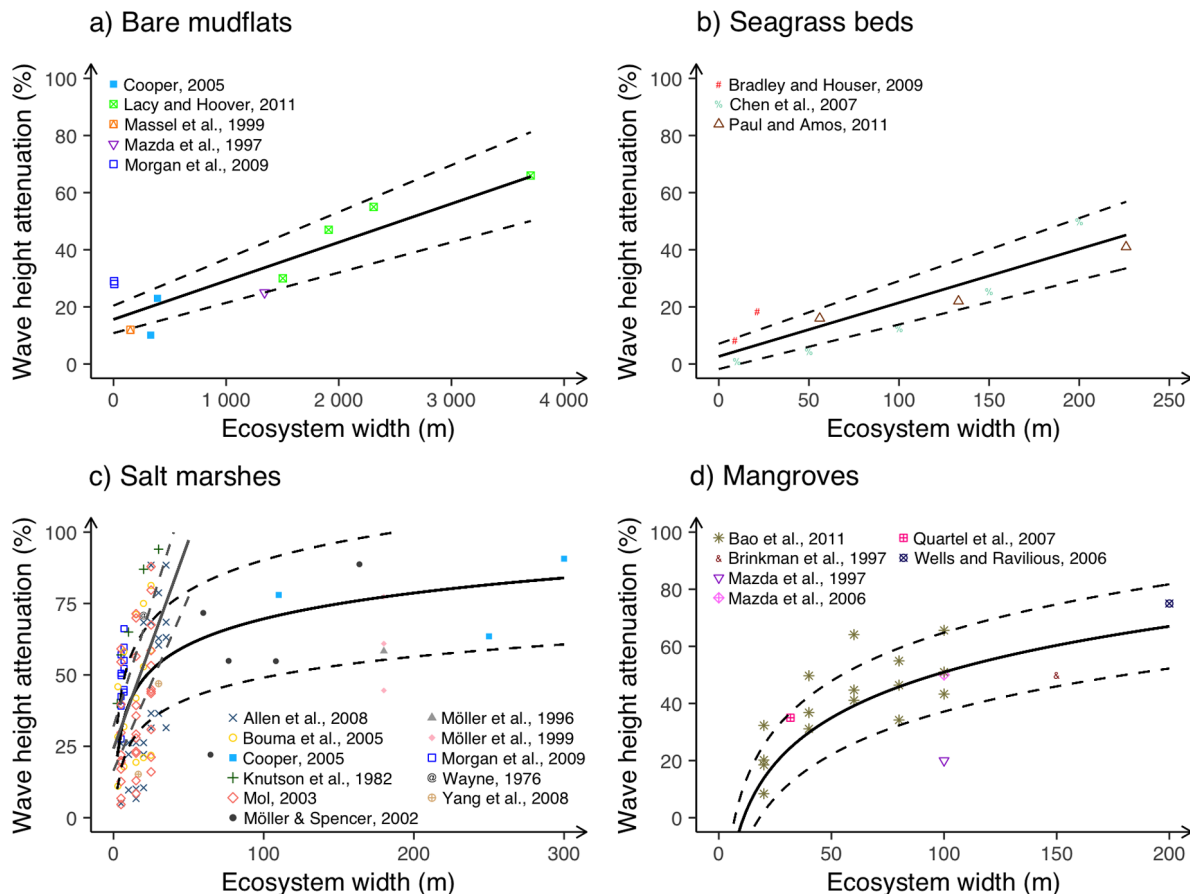 a) Bare mudflats
Wave height attenuation (%)
100
80
60
40
20
0
Cooper, 2005
Lacy and Hoover, 2011
Massel et al., 1999
Mazda et al., 1997
Morgan et al., 2009
0
1 000
2 000
3 000
4 000
Ecosystem width (m)
b) Seagrass beds
Wave height attenuation (%)
100
80
60
40
20
0
Bradley and Houser, 2009
Chen et al., 2007
Paul and Amos, 2011
0
50
100
150
200
250
Ecosystem width (m)
c) Salt marshes
Wave height attenuation (%)
100
75
50
25
0
Allen et al., 2008
Bouma et al., 2005
Cooper, 2005
Knutson et al., 1982
Mol, 2003
Möller & Spencer, 2002
Möller et al., 1996
Möller et al., 1999
Morgan et al., 2009
Wayne, 1976
Yang et al., 2008
0
100
200
300
Ecosystem width (m)
d) Mangroves
Wave height attenuation (%)
100
80
60
40
20
0
Bao et al., 2011
Brinkman et al., 1997
Mazda et al., 1997
Mazda et al., 2006
Quartel et al., 2007
Wells and Ravilious, 2006
0
50
100
150
200
Ecosystem width (m)